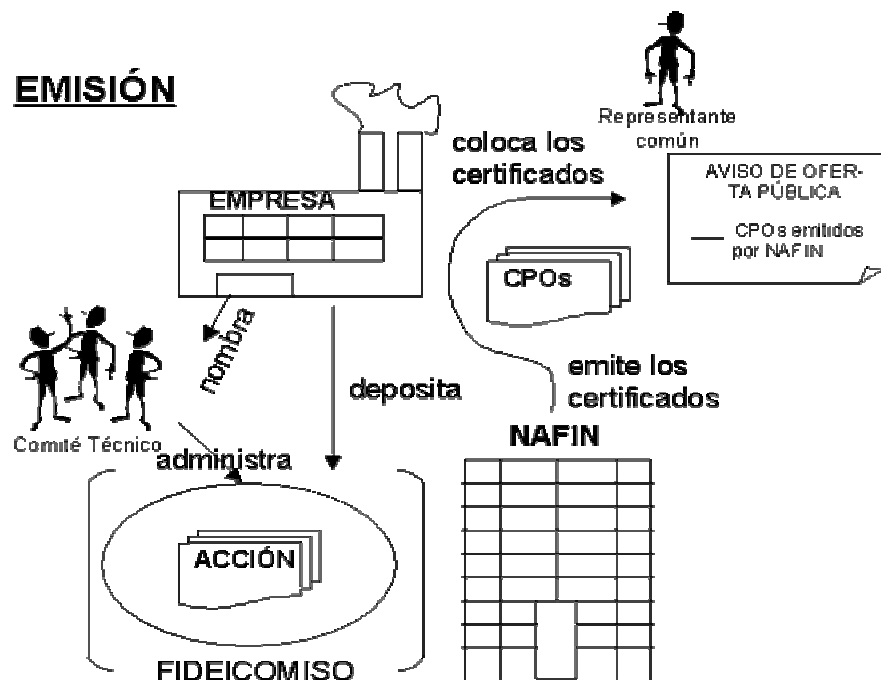 EMISIÓN
Representante
común
coloca los
certificados
AVISO DE OFER-
TA PÚBLICA
CPOs emitidos
por NAFIN
EMPRESA
CPOs
nombra
deposita
emite los
certificados
Comité Técnico
administra
NAFIN
ACCIÓN
FIDEICOMISO